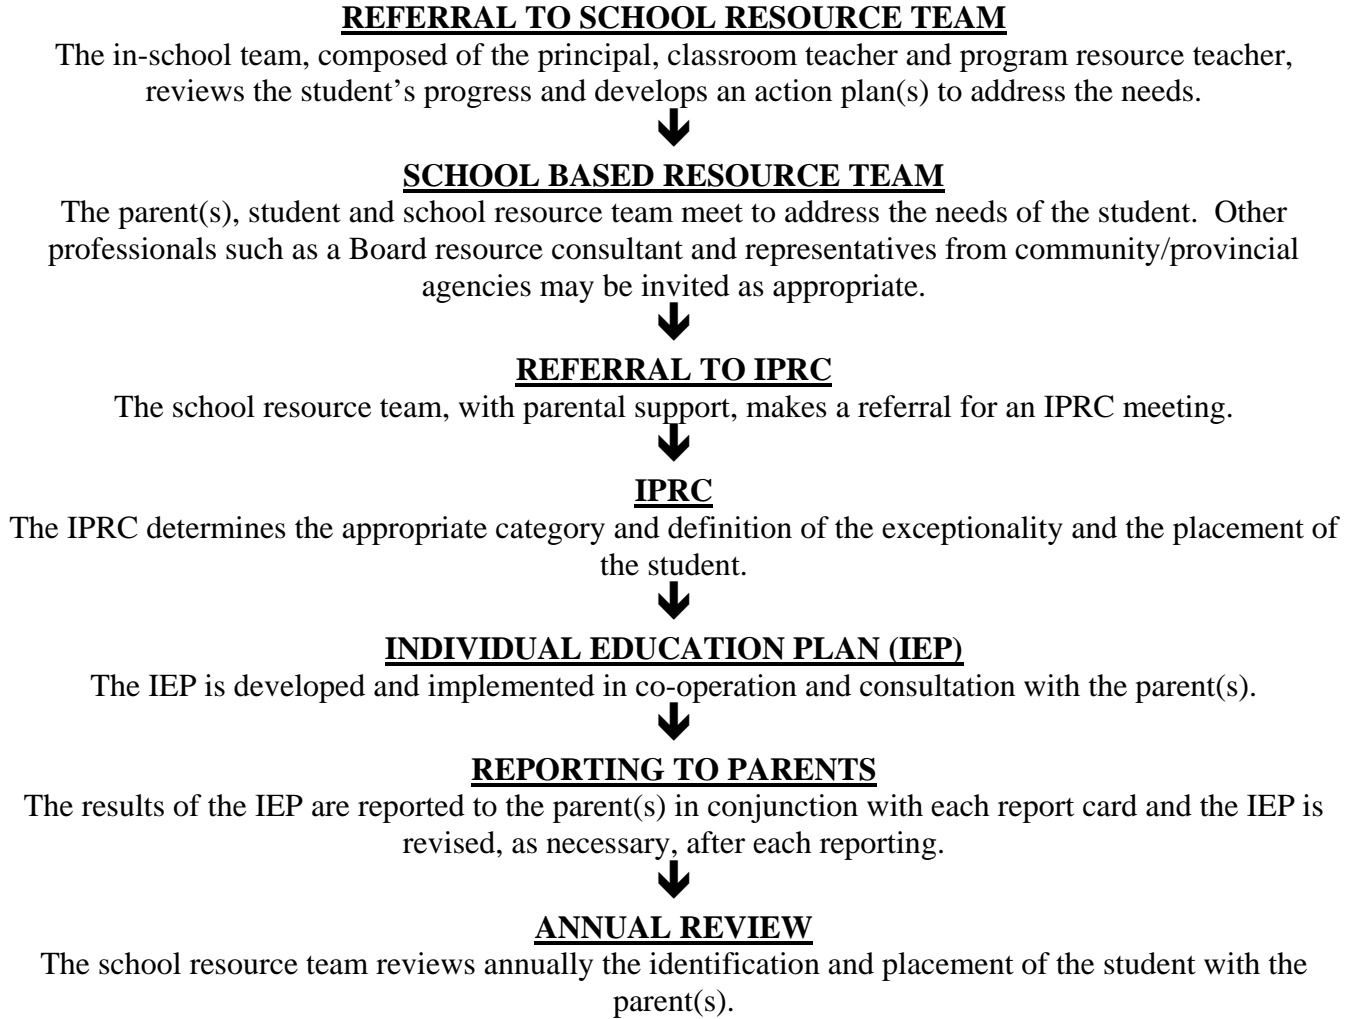 REFERRAL TO SCHOOL RESOURCE TEAM
The in-school team, composed of the principal, classroom teacher and program resource teacher,
reviews the student’s progress and develops an action plan(s) to address the needs.
SCHOOL BASED RESOURCE TEAM
The parent(s), student and school resource team meet to address the needs of the student.  Other
professionals such as a Board resource consultant and representatives from community/provincial
agencies may be invited as appropriate.
REFERRAL TO IPRC
The school resource team, with parental support, makes a referral for an IPRC meeting.
IPRC
The IPRC determines the appropriate category and definition of the exceptionality and the placement of
the student.
INDIVIDUAL EDUCATION PLAN (IEP)
The IEP is developed and implemented in co-operation and consultation with the parent(s).
REPORTING TO PARENTS
The results of the IEP are reported to the parent(s) in conjunction with each report card and the IEP is
revised, as necessary, after each reporting.
ANNUAL REVIEW
The school resource team reviews annually the identification and placement of the student with the
parent(s).